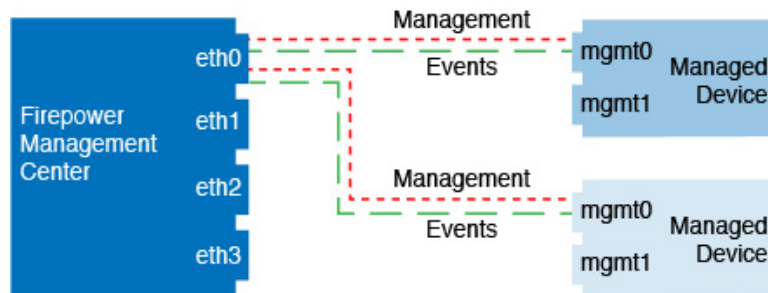 Firepower
Management
Center
eth0
eth1
eth2
eth3
Management
Events
mgmt0
mgmt1
Managed
Device
Management
Events
mgmt0
mgmt1
Managed
Device